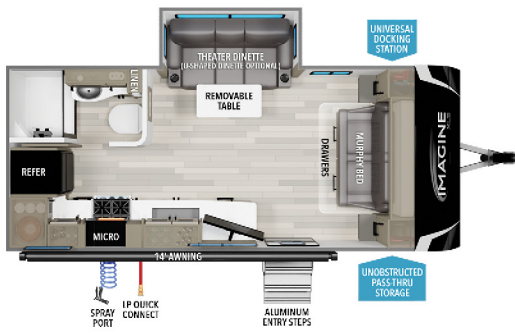 UNIVERSAL
DOCKING
STATION
THEATER DINETTE
(U-SHAPED DINETTE OPTIONAL)
LINEN
REMOVABLE
TABLE
DRAWERS
MURPHY BED
IMAGINE
REFER
MICRO
14' AWNING
SPRAY
PORT
LP QUICK
CONNECT
ALUMINUM
ENTRY STEPS
UNOBSTRUCTED
PASS-THRU
STORAGE